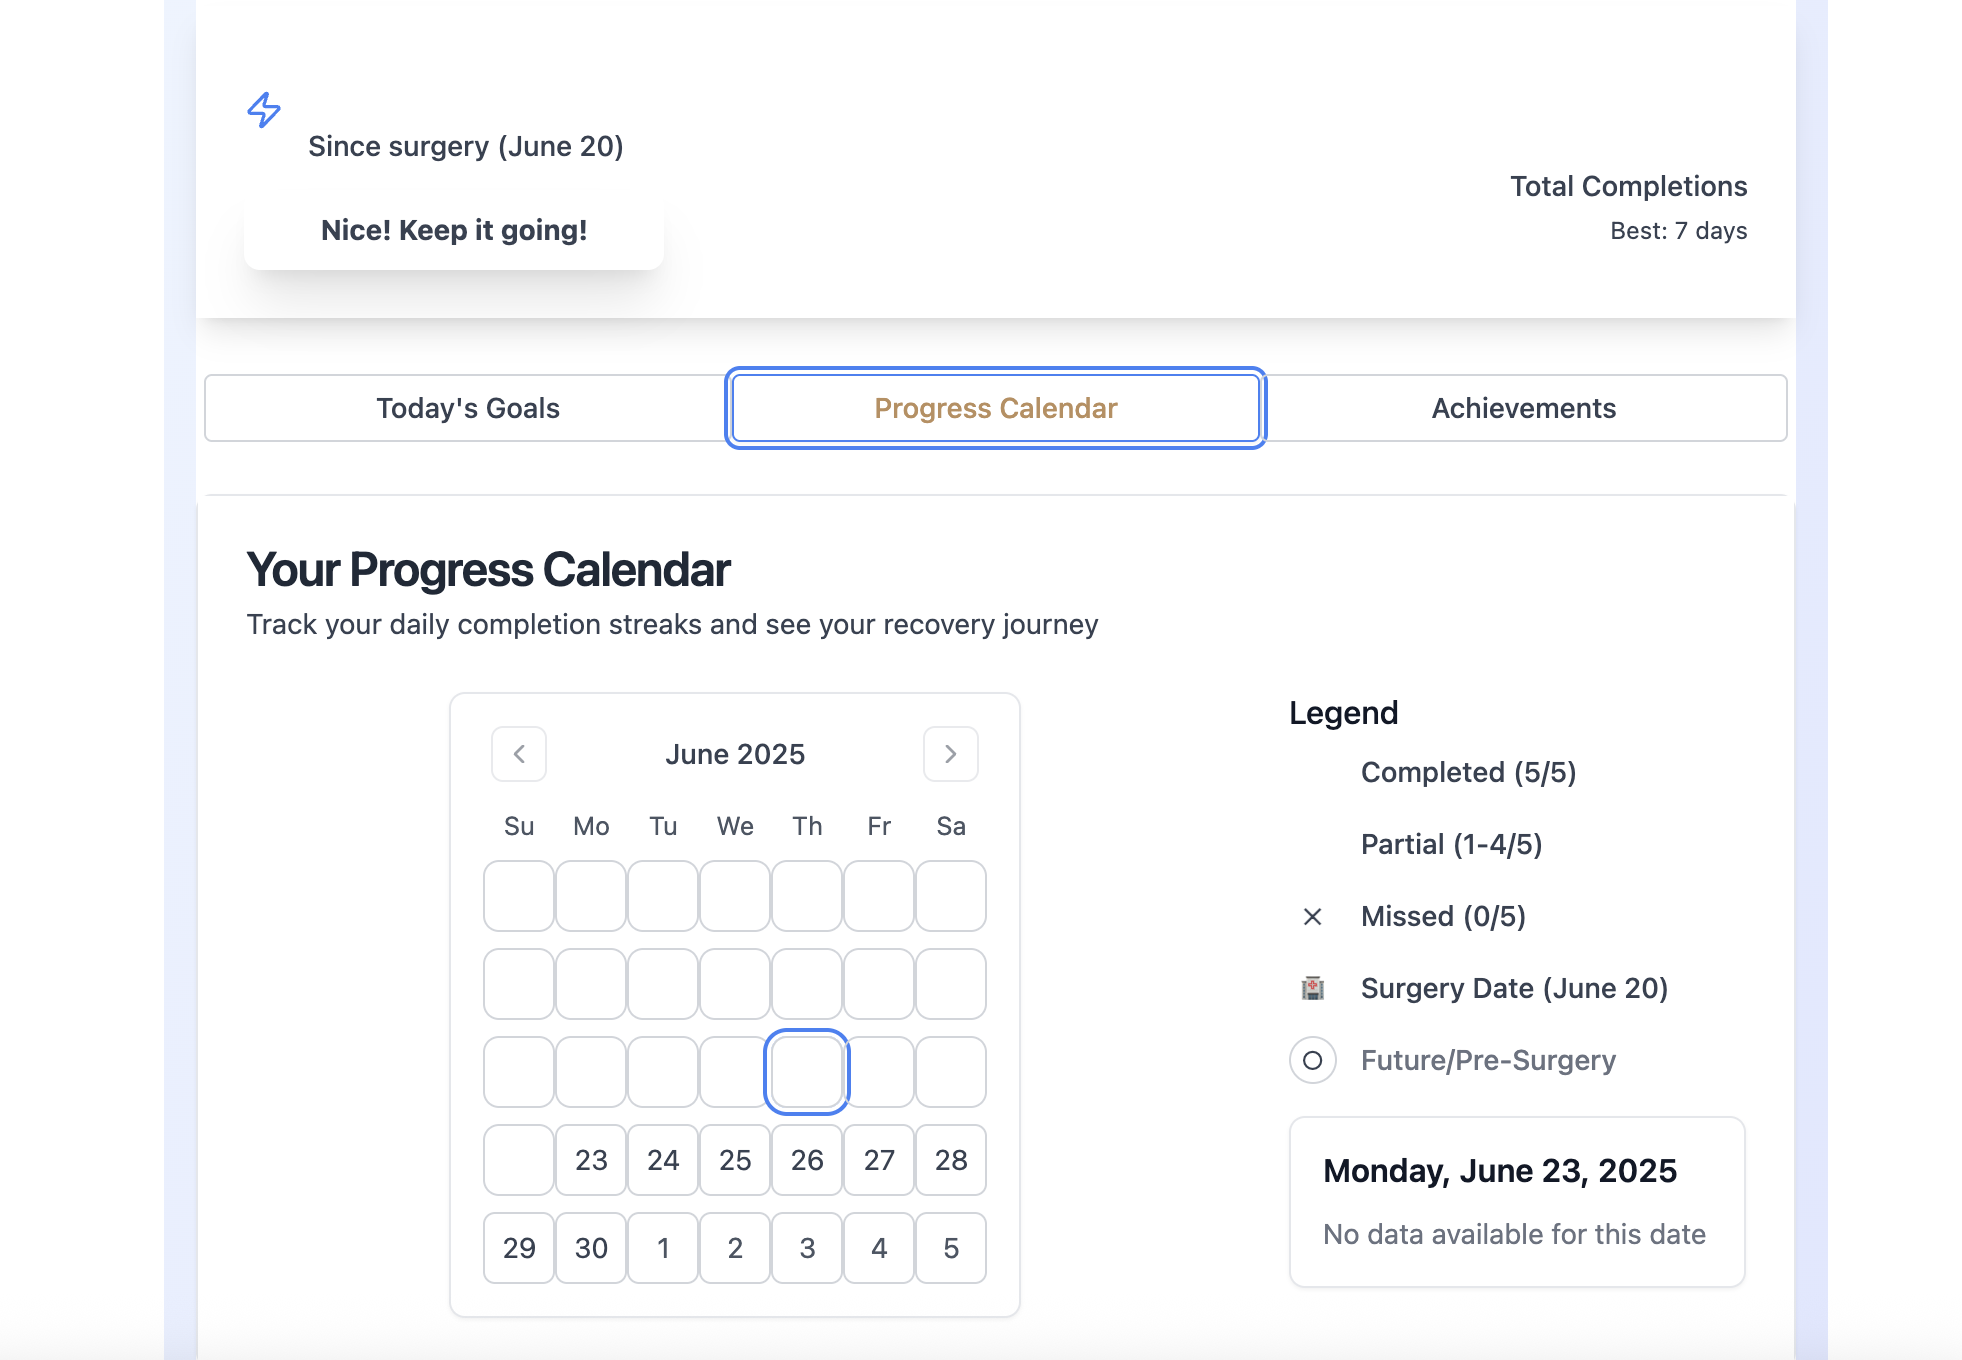 Since surgery (June 20)
Nice! Keep it going!
Total Completions
Best: 7 days
Today's Goals
Progress Calendar
Achievements
Your Progress Calendar
Track your daily completion streaks and see your recovery journey
June 2025
Su Mo Tu We Th Fr Sa
23 24 25 26 27 28
29 30 1 2 3 4 5
Legend
Completed (5/5)
Partial (1-4/5)
Missed (0/5)
Surgery Date (June 20)
Future/Pre-Surgery
Monday, June 23, 2025
No data available for this date